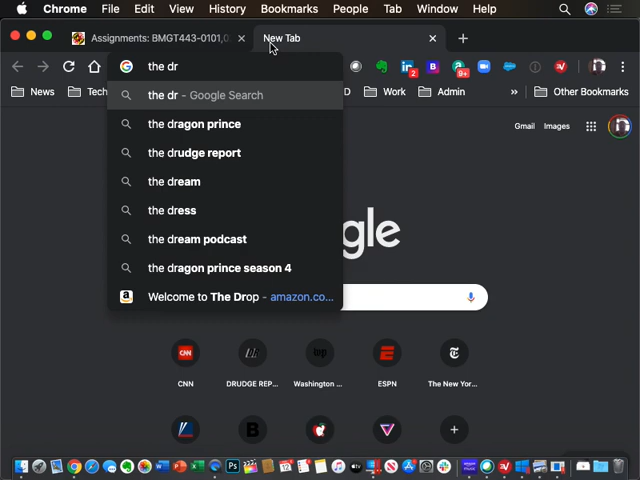 Chrome File Edit View History Bookmarks People Tab Window Help
Assignments: BMGT443-0101,0
New Tab
the dr
2
9+
News
Tech
D
Work
Amazon
Other Bookmarks
the dr - Google Search
the dragon prince
Gmail Images
the drudge report
the dream
the dress
the dream podcast
gle
the dragon prince season 4
Welcome to The Drop - amazon.co...
CNN
DRUDGE REP...
Washington ...
ESPN
The New Yor...